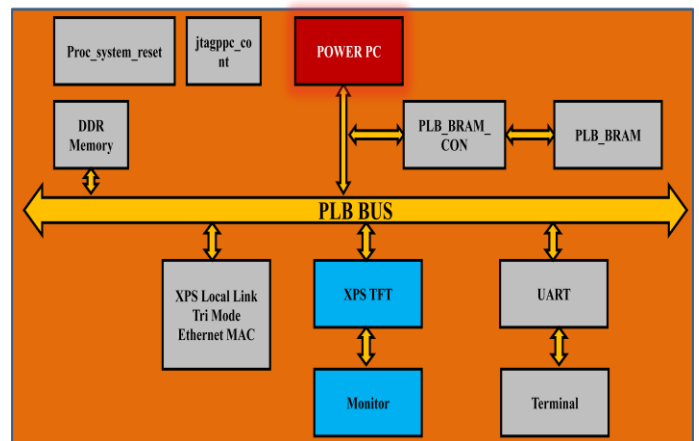 Proc_system_reset
jtagppc_co
nt
POWER PC
DDR
Memory
PLB_BRAM_
CON
PLB_BRAM
PLB BUS
XPS Local Link
Tri Mode
Ethernet MAC
XPS TFT
UART
Monitor
Terminal